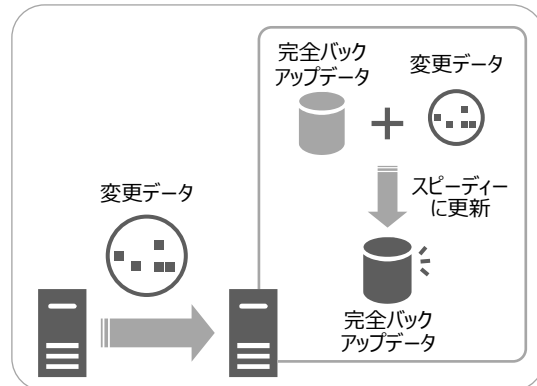 完全バック
アップデータ
変更データ
スピーディー
に更新
変更データ
完全バック
アップデータ